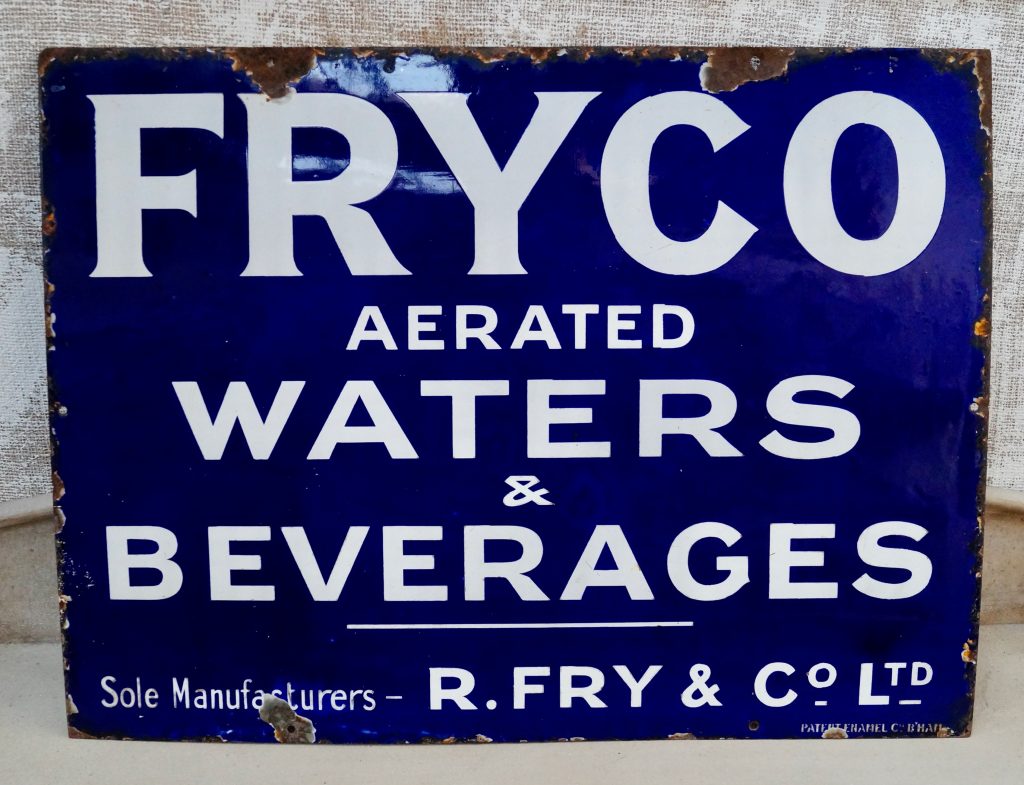 FRYCO
AERATED
WATERS
&
BEVERAGES
Sole Manufacturers - R. FRY & Co LTD
PATENT ENAMEL Co B'HAM